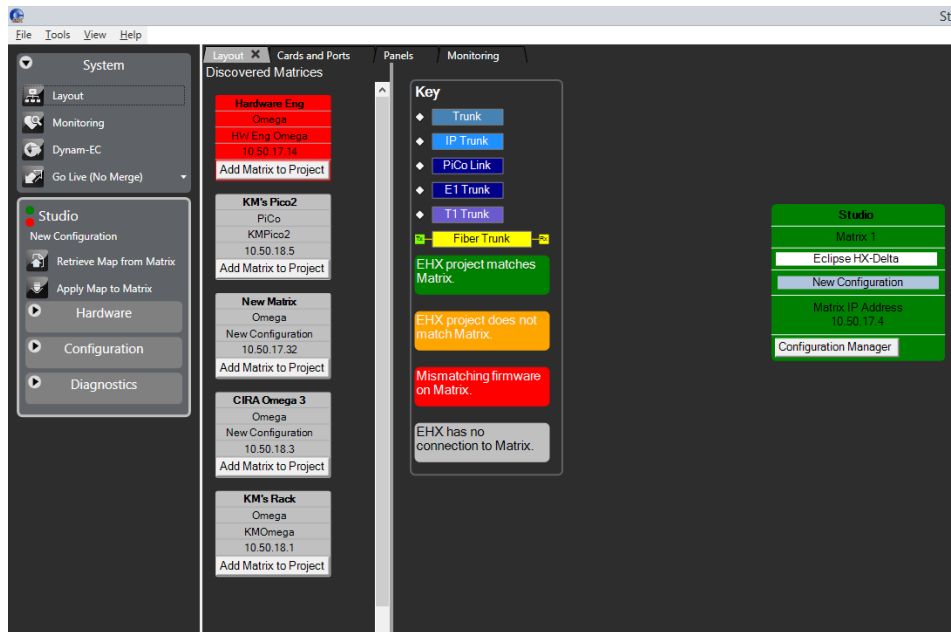 St
File Tools View Help
System
Layout
Monitoring
Dynam-EC
Go Live (No Merge)
Studio
New Configuration
Retrieve Map from Matrix
Apply Map to Matrix
Hardware
Configuration
Diagnostics
Layout Cards and Ports Panels Monitoring
Discovered Matrices
Hardware Eng
Omega
HW Eng Omega
10.50.17.14
Add Matrix to Project
KM's Pico2
PiCo
KMPico2
10.50.18.5
Add Matrix to Project
New Matrix
Omega
New Configuration
10.50.17.32
Add Matrix to Project
CIRA Omega 3
Omega
New Configuration
10.50.18.3
Add Matrix to Project
KM's Rack
Omega
KMOmega
10.50.18.1
Add Matrix to Project
Key
Trunk
IP Trunk
PiCo Link
E1 Trunk
T1 Trunk
Fiber Trunk
EHX project matches
Matrix.
EHX project does not
match Matrix.
Mismatching firmware
on Matrix.
EHX has no
connection to Matrix.
Studio
Matrix 1
Eclipse HX-Delta
New Configuration
Matrix IP Address
10.50.17.4
Configuration Manager